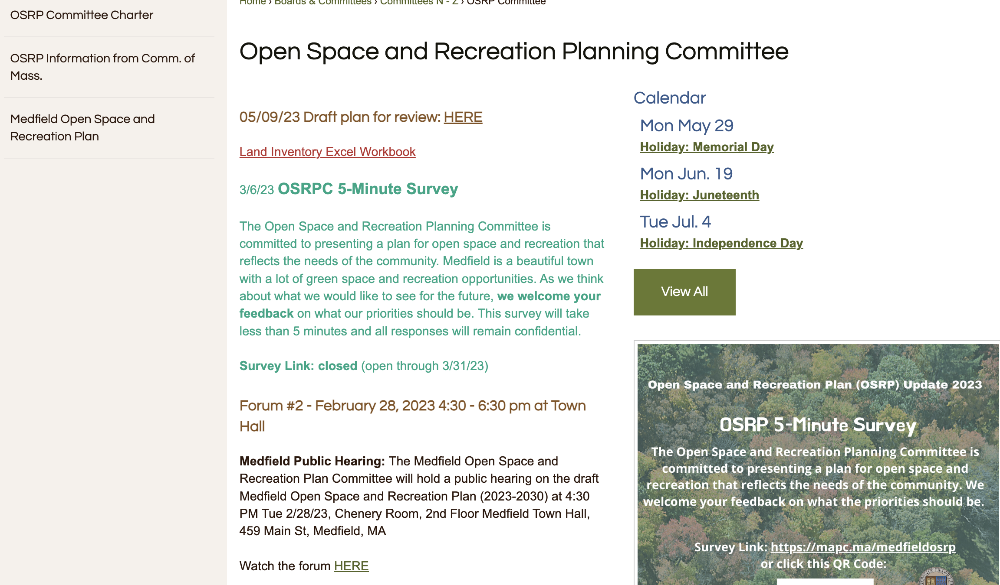 Home › Boards & Committees › Committees N - Z › OSRP Committee
OSRP Committee Charter
OSRP Information from Comm. of
Mass.
Medfield Open Space and
Recreation Plan
Open Space and Recreation Planning Committee
05/09/23 Draft plan for review: HERE
Land Inventory Excel Workbook
3/6/23 OSRPC 5-Minute Survey
The Open Space and Recreation Planning Committee is
committed to presenting a plan for open space and recreation that
reflects the needs of the community. Medfield is a beautiful town
with a lot of green space and recreation opportunities. As we think
about what we would like to see for the future, we welcome your
feedback on what our priorities should be. This survey will take
less than 5 minutes and all responses will remain confidential.
Survey Link: closed (open through 3/31/23)
Forum #2 - February 28, 2023 4:30 - 6:30 pm at Town
Hall
Medfield Public Hearing: The Medfield Open Space and
Recreation Plan Committee will hold a public hearing on the draft
Medfield Open Space and Recreation Plan (2023-2030) at 4:30
PM Tue 2/28/23, Chenery Room, 2nd Floor Medfield Town Hall,
459 Main St, Medfield, MA
Watch the forum HERE
Calendar
Mon May 29
Holiday: Memorial Day
Mon Jun. 19
Holiday: Juneteenth
Tue Jul. 4
Holiday: Independence Day
View All
Open Space and Recreation Plan (OSRP) Update 2023
OSRP 5-Minute Survey
The Open Space and Recreation Planning Committee is
committed to presenting a plan for open space and
recreation that reflects the needs of the community. We
welcome your feedback on what the priorities should be.
Survey Link: https://mapc.ma/medfieldosrp
or click this QR Code:
TOWN OF MEDFIELD